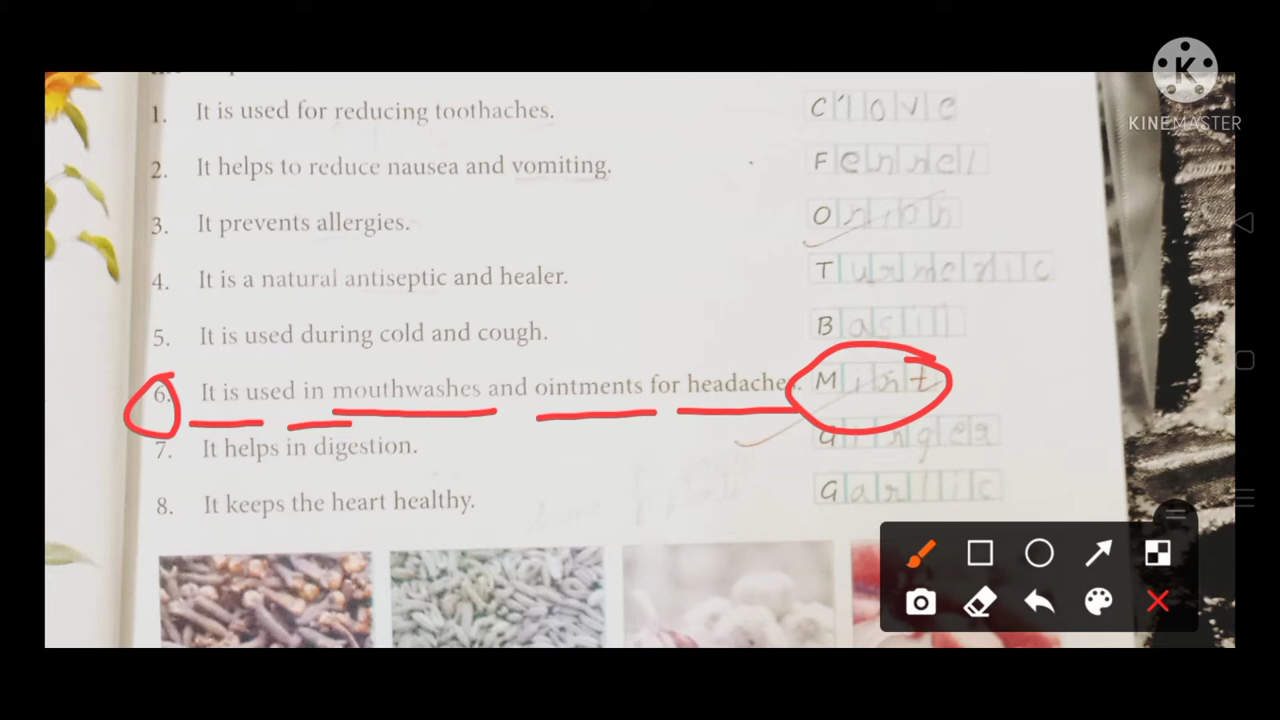 KINEMASTER
1. It is used for reducing toothaches. Clove
2. It helps to reduce nausea and vomiting. Fennel
3. It prevents allergies. Onion
4. It is a natural antiseptic and healer. Turmeric
5. It is used during cold and cough. Basil
6. It is used in mouthwashes and ointments for headache. Mint
7. It helps in digestion. Ginger
8. It keeps the heart healthy. Garlic